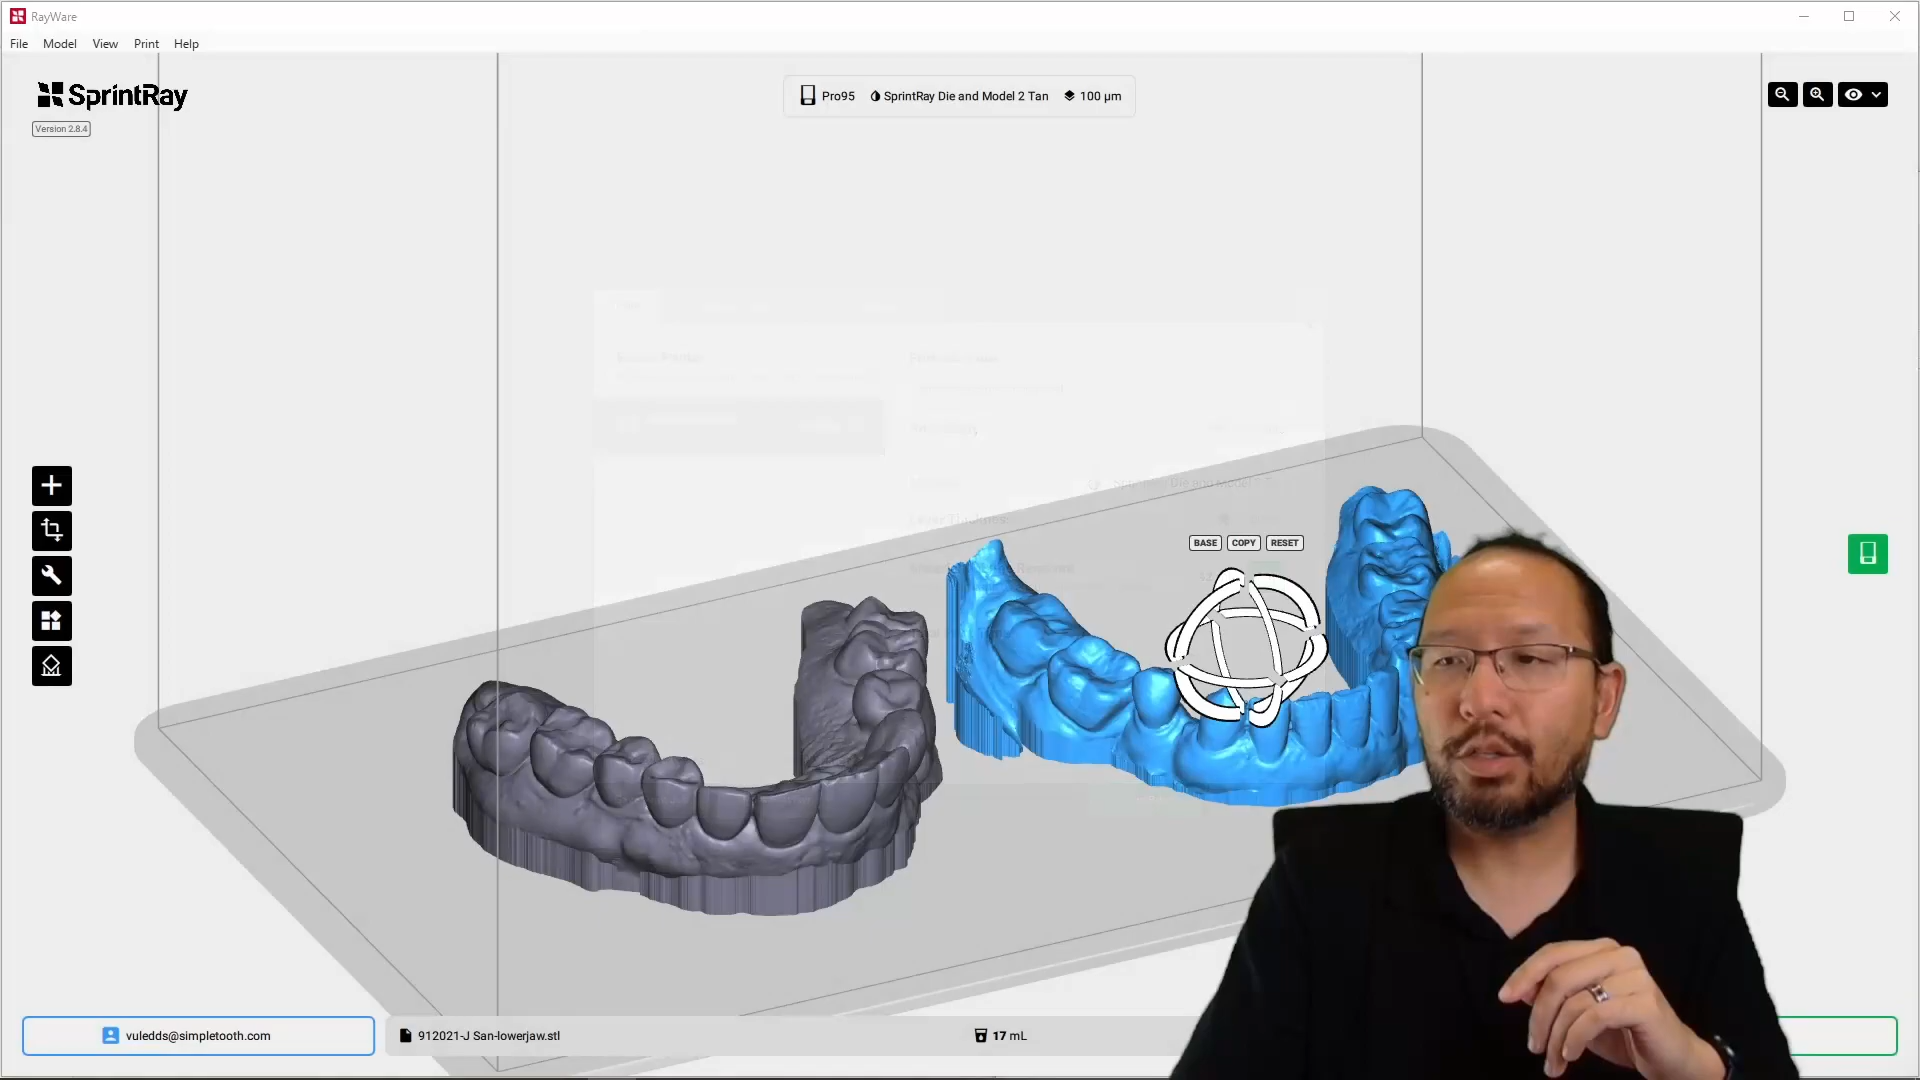 RayWare
File Model View Print Help
SprintRay
Version 2.8.4
Pro95 SprintRay Die and Model 2 Tan 100 µm
BASE COPY RESET
vuledds@simpletooth.com
912021-J San-lowerjaw.stl
17 mL